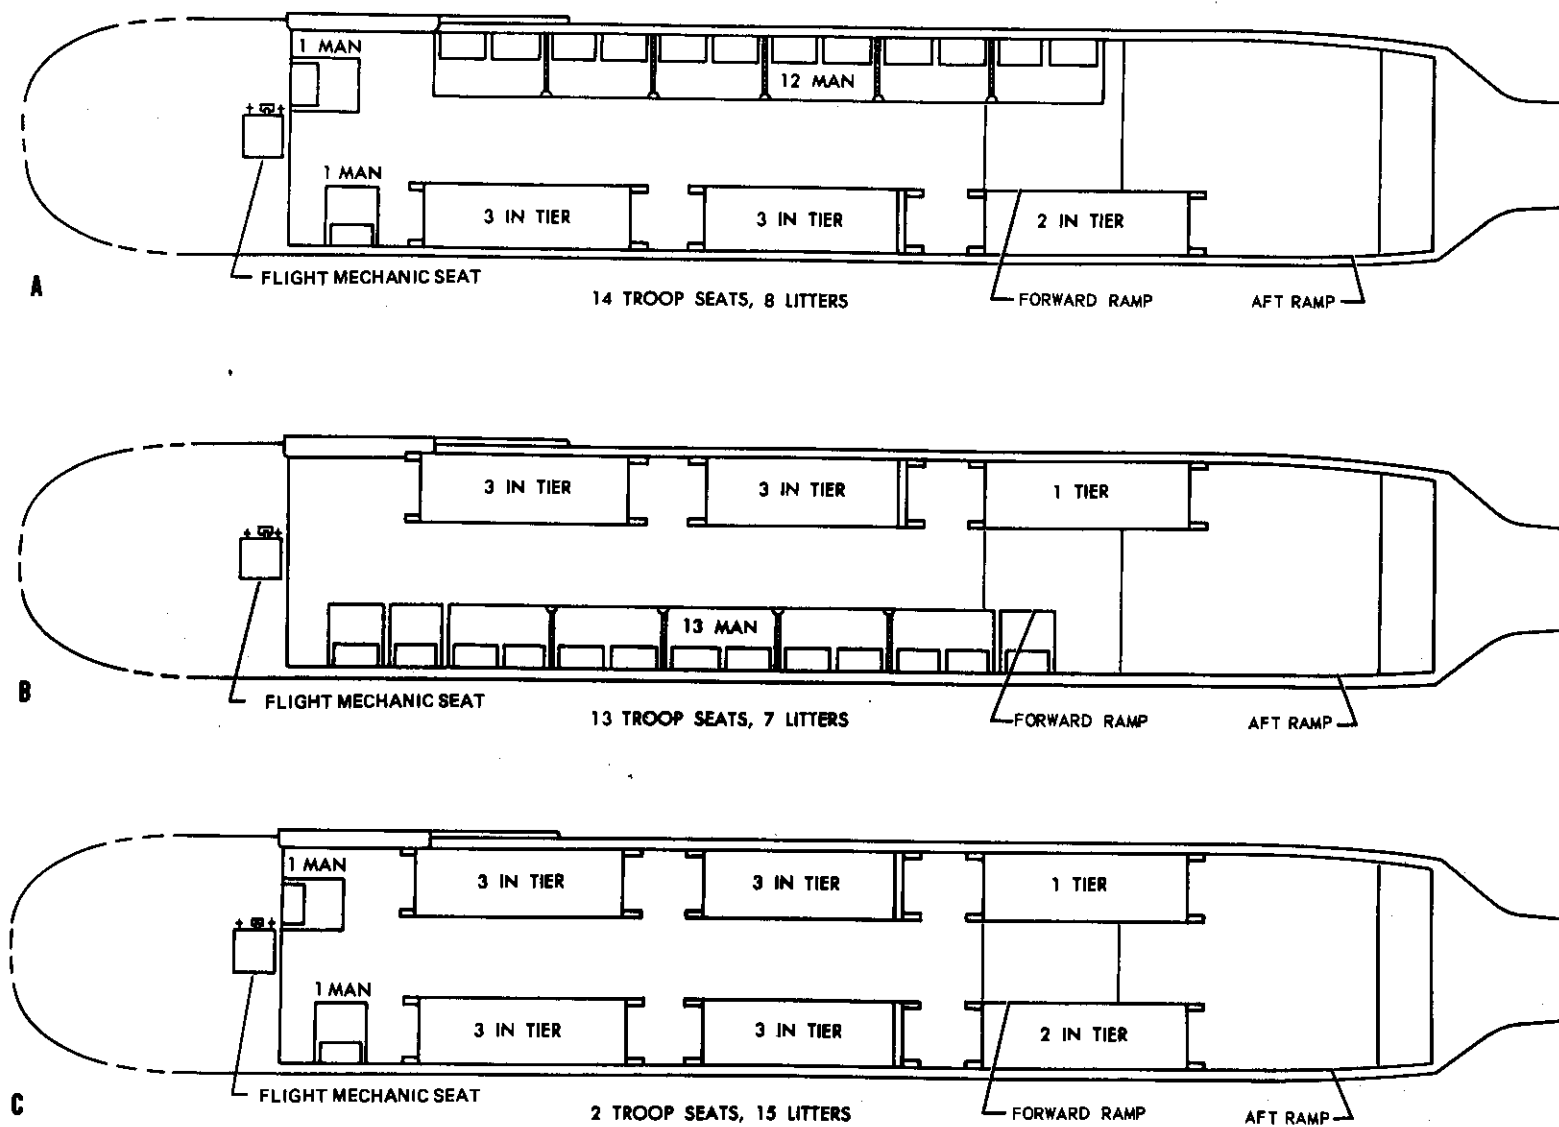 1 MAN
12 MAN
1 MAN
3 IN TIER
3 IN TIER
2 IN TIER
FLIGHT MECHANIC SEAT
A
14 TROOP SEATS, 8 LITTERS
FORWARD RAMP
AFT RAMP
3 IN TIER
3 IN TIER
1 TIER
13 MAN
B
FLIGHT MECHANIC SEAT
13 TROOP SEATS, 7 LITTERS
FORWARD RAMP
AFT RAMP
1 MAN
3 IN TIER
3 IN TIER
1 TIER
1 MAN
3 IN TIER
3 IN TIER
2 IN TIER
FLIGHT MECHANIC SEAT
C
2 TROOP SEATS, 15 LITTERS
FORWARD RAMP
AFT RAMP